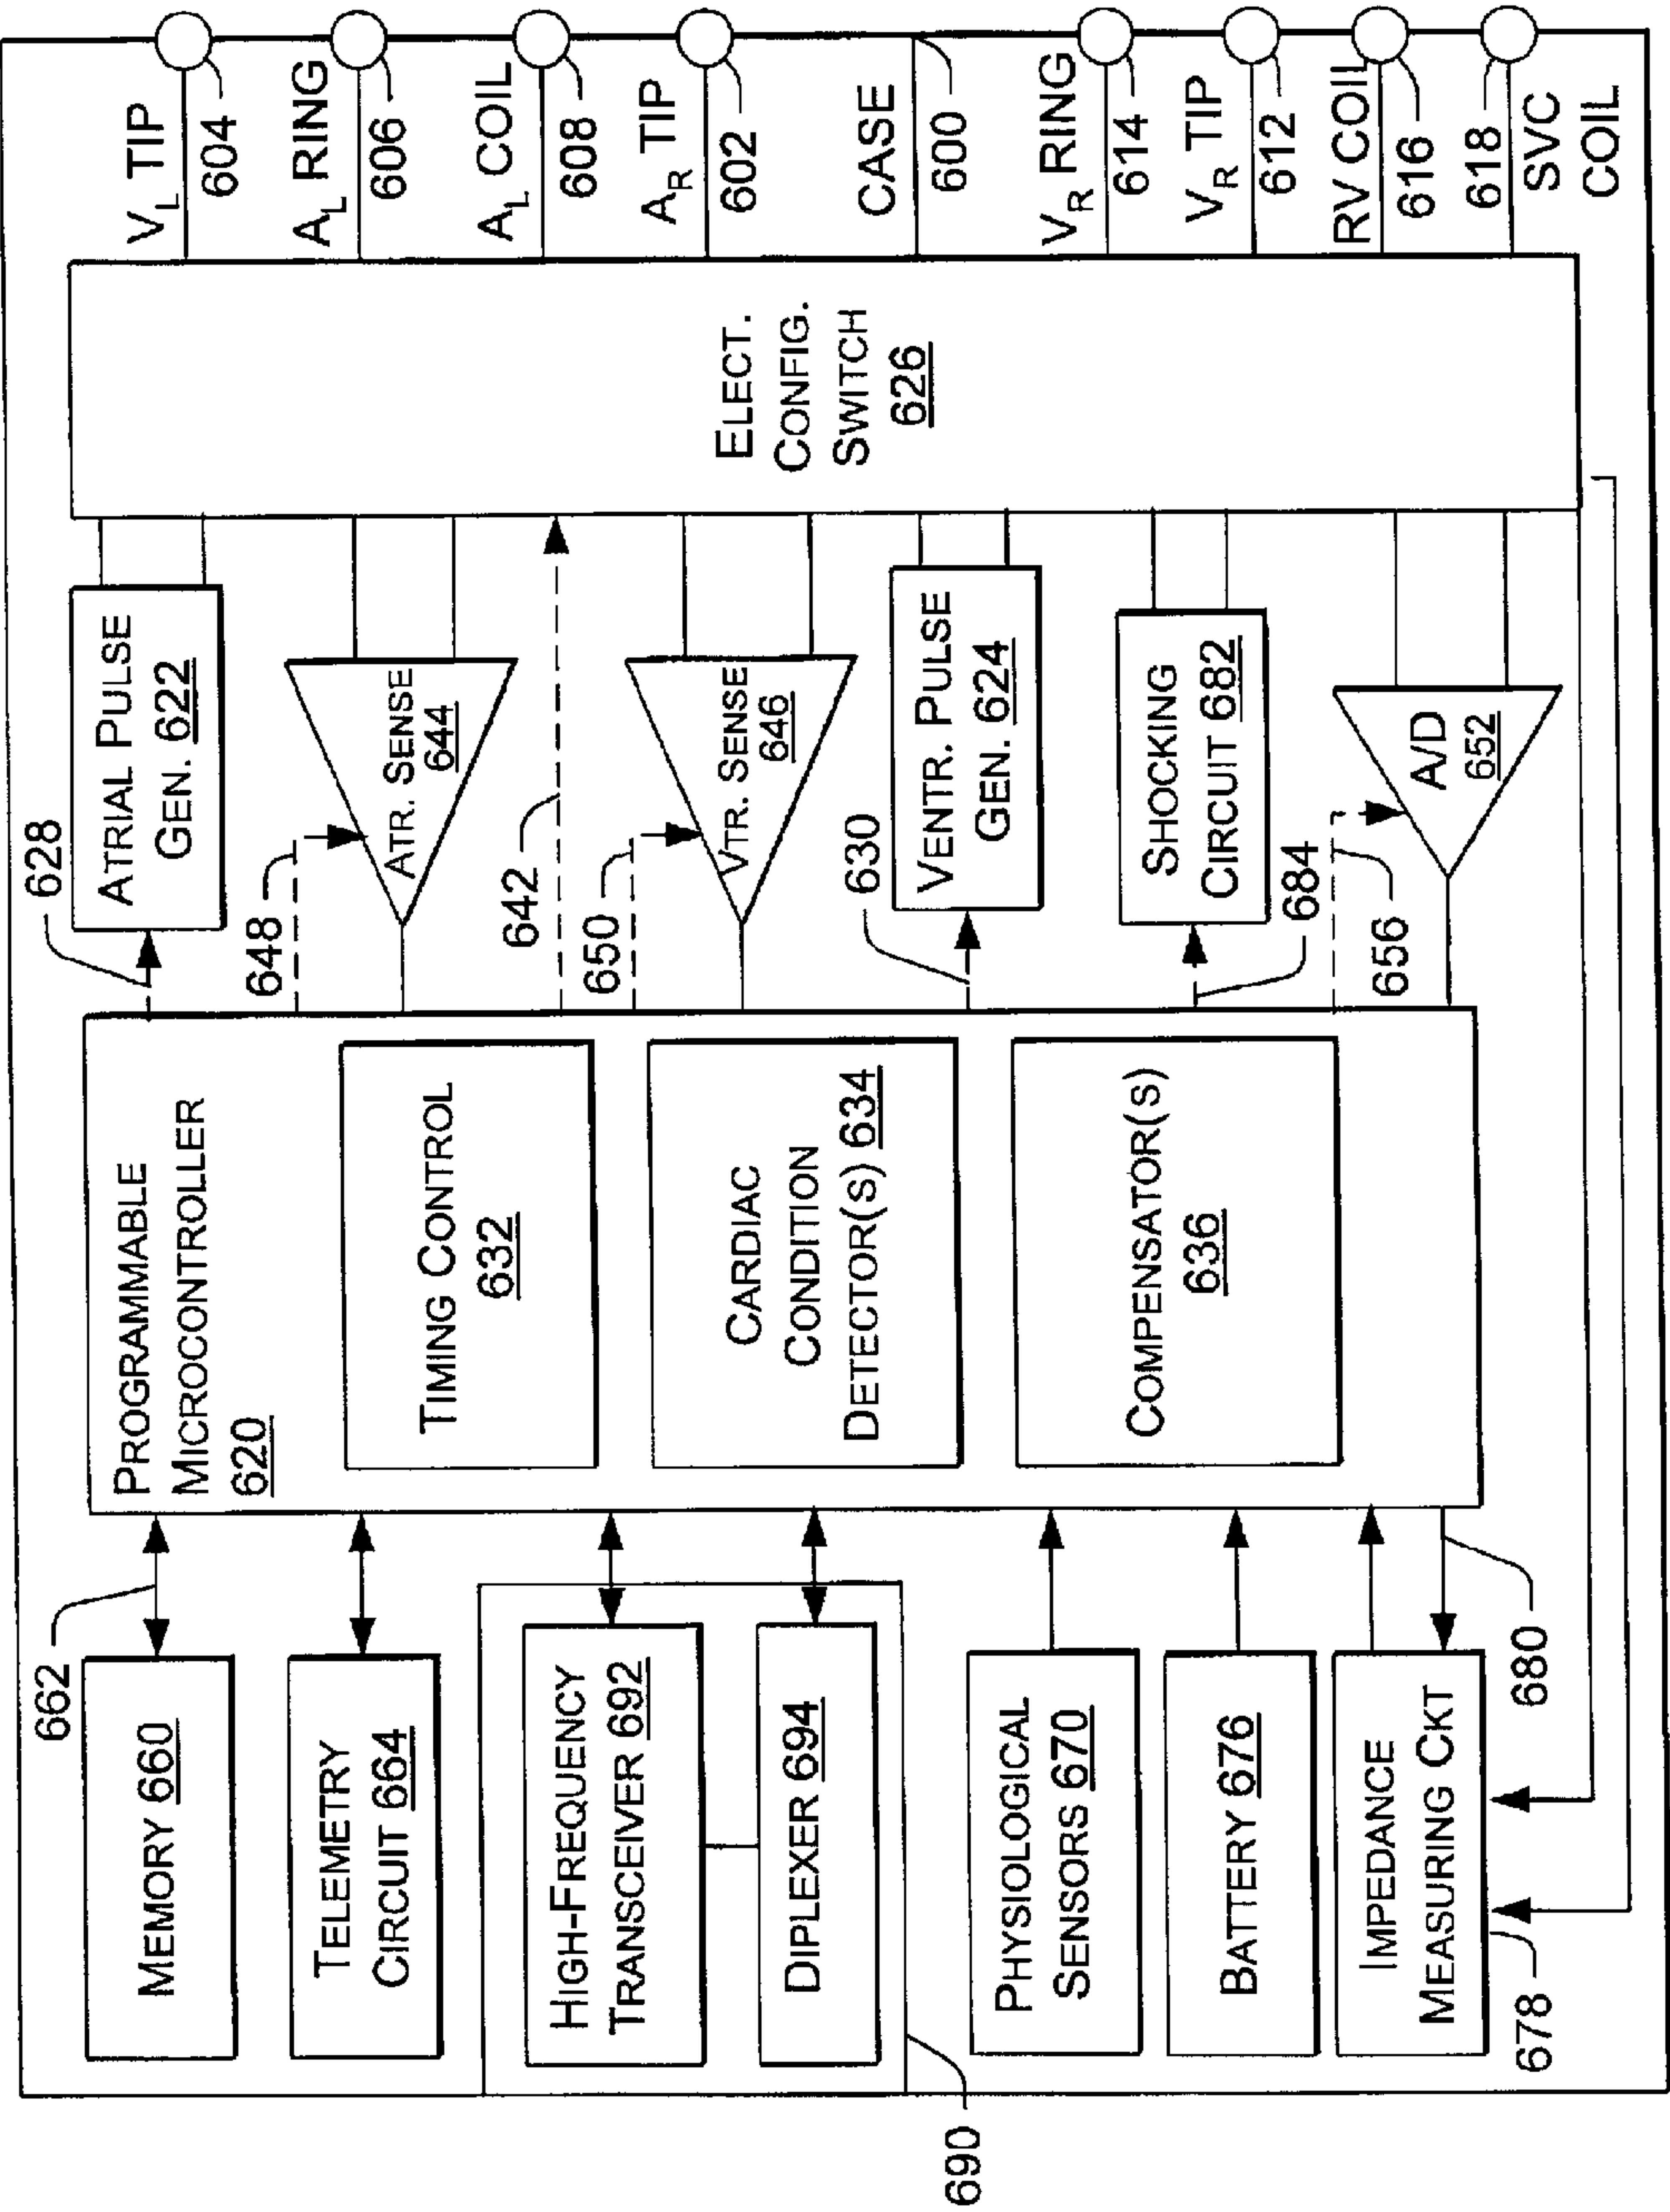 V_L TIP
604
A_L RING
606
A_L COIL
608
A_R TIP
602
CASE
600
V_R RING
614
V_R TIP
612
RV COIL
616
618
SVC
COIL
ELECT.
CONFIG.
SWITCH
626
ATRIAL PULSE
GEN. 622
628
ATR. SENSE
644
648
642
VTR. SENSE
646
650
VENTR. PULSE
GEN. 624
630
SHOCKING
CIRCUIT 682
684
A/D
652
656
PROGRAMMABLE
MICROCONTROLLER
620
TIMING CONTROL
632
CARDIAC
CONDITION
DETECTOR(S) 634
COMPENSATOR(S)
636
662
MEMORY 660
TELEMETRY
CIRCUIT 664
HIGH-FREQUENCY
TRANSCEIVER 692
DIPLEXER 694
690
PHYSIOLOGICAL
SENSORS 670
BATTERY 676
IMPEDANCE
MEASURING CKT
680
678